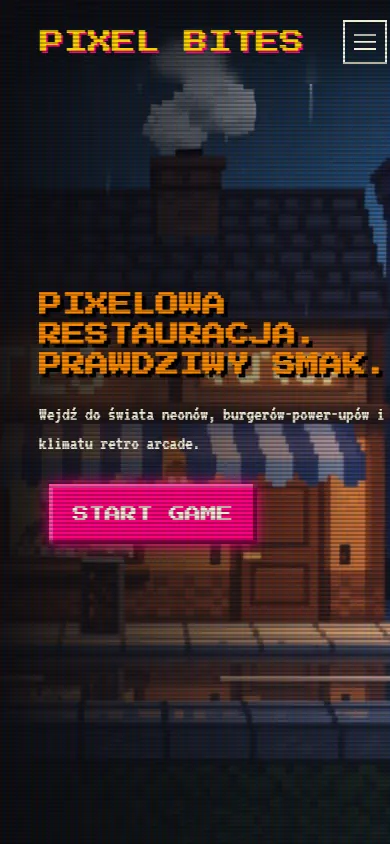 PIXEL BITES
PIXELOWA
RESTAURACJA.
PRAWDZIWY SMAK.
Wejdź do świata neonów, burgerów-power-upów i
klimatu retro arcade.
START GAME